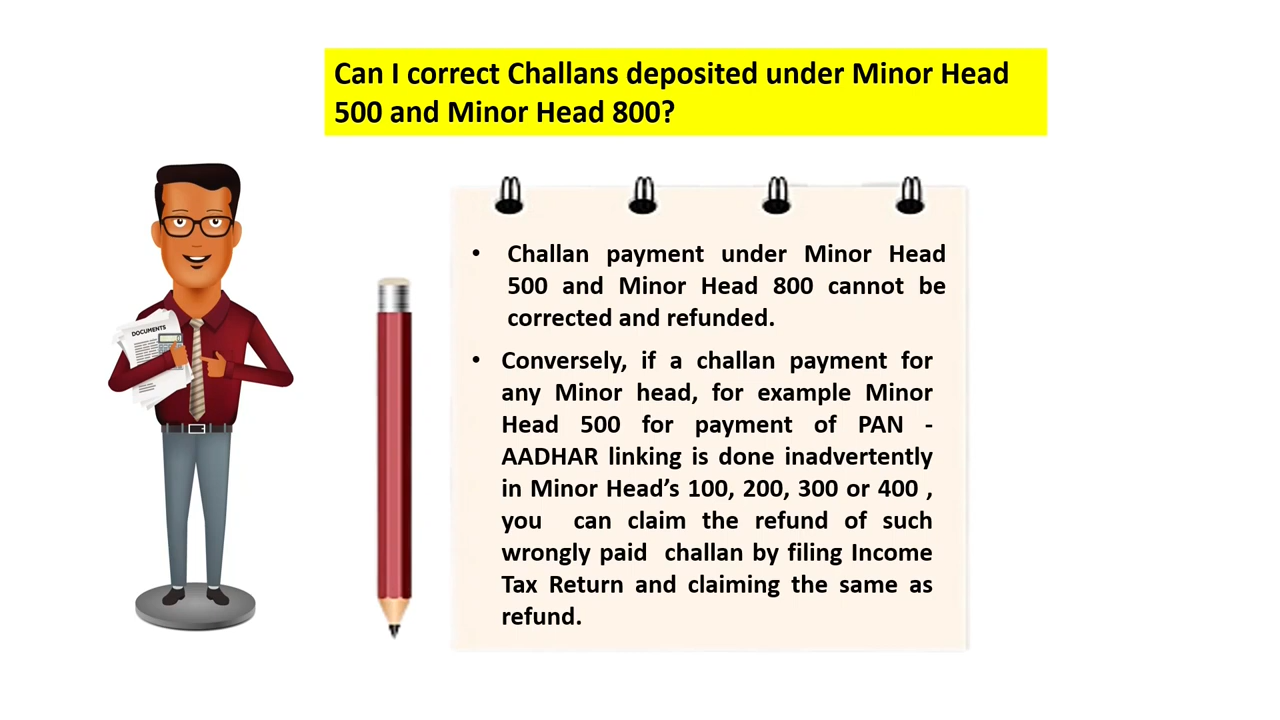 Can I correct Challans deposited under Minor Head
500 and Minor Head 800?
DOCUMENTS
• Challan payment under Minor Head
500 and Minor Head 800 cannot be
corrected and refunded.
• Conversely, if a challan payment for
any Minor head, for example Minor
Head 500 for payment of PAN -
AADHAR linking is done inadvertently
in Minor Head’s 100, 200, 300 or 400 ,
you can claim the refund of such
wrongly paid challan by filing Income
Tax Return and claiming the same as
refund.